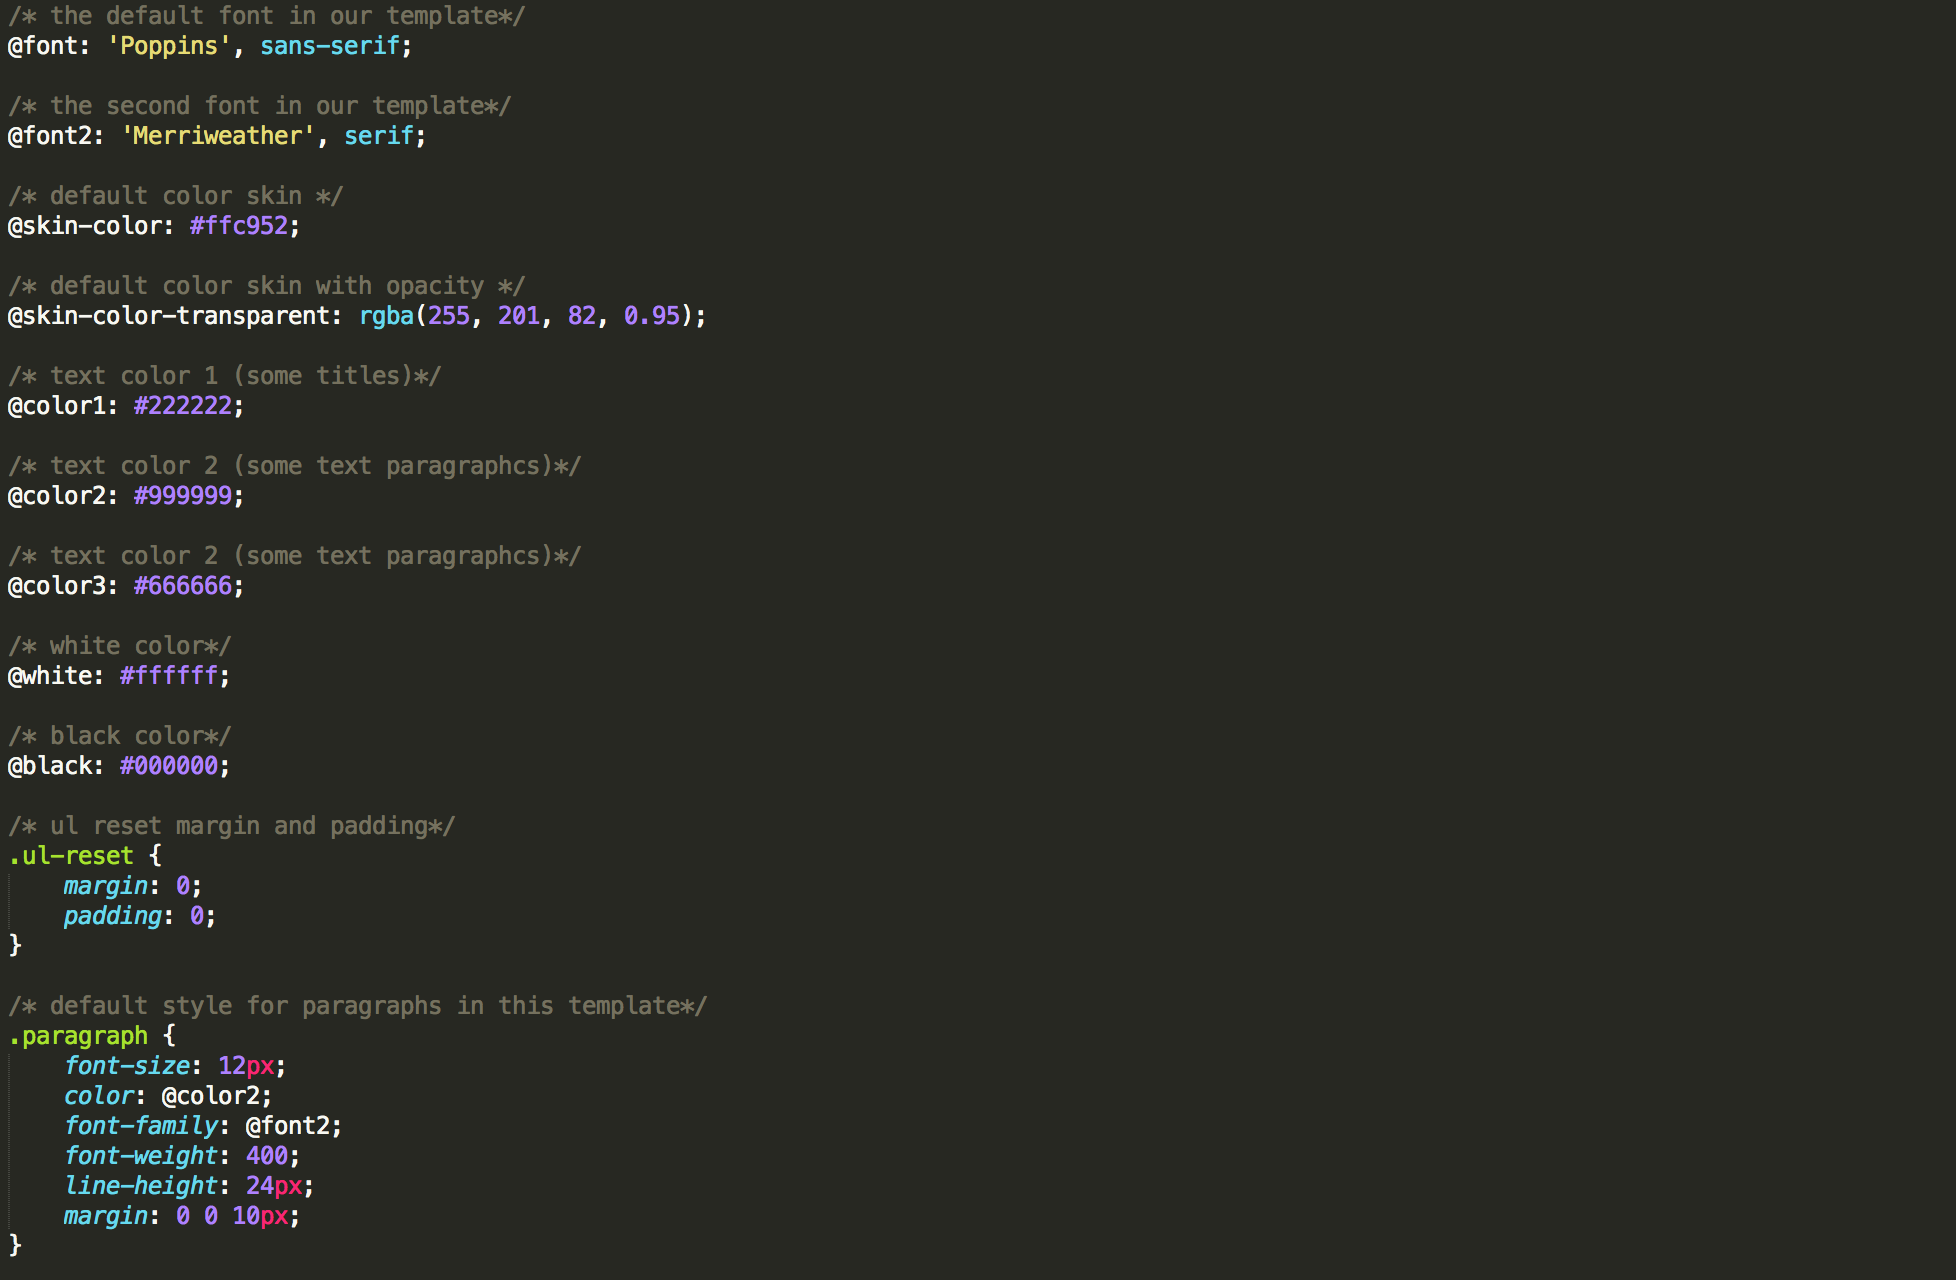 /* the default font in our template*/
@font: 'Poppins', sans-serif;
/* the second font in our template*/
@font2: 'Merriweather', serif;
/* default color skin */
@skin-color: #ffc952;
/* default color skin with opacity */
@skin-color-transparent: rgba(255, 201, 82, 0.95);
/* text color 1 (some titles)*/
@color1: #222222;
/* text color 2 (some text paragraphcs)*/
@color2: #999999;
/* text color 2 (some text paragraphcs)*/
@color3: #666666;
/* white color*/
@white: #ffffff;
/* black color*/
@black: #000000;
/* ul reset margin and padding*/
.ul-reset {
    margin: 0;
    padding: 0;
}
/* default style for paragraphs in this template*/
.paragraph {
    font-size: 12px;
    color: @color2;
    font-family: @font2;
    font-weight: 400;
    line-height: 24px;
    margin: 0 0 10px;
}